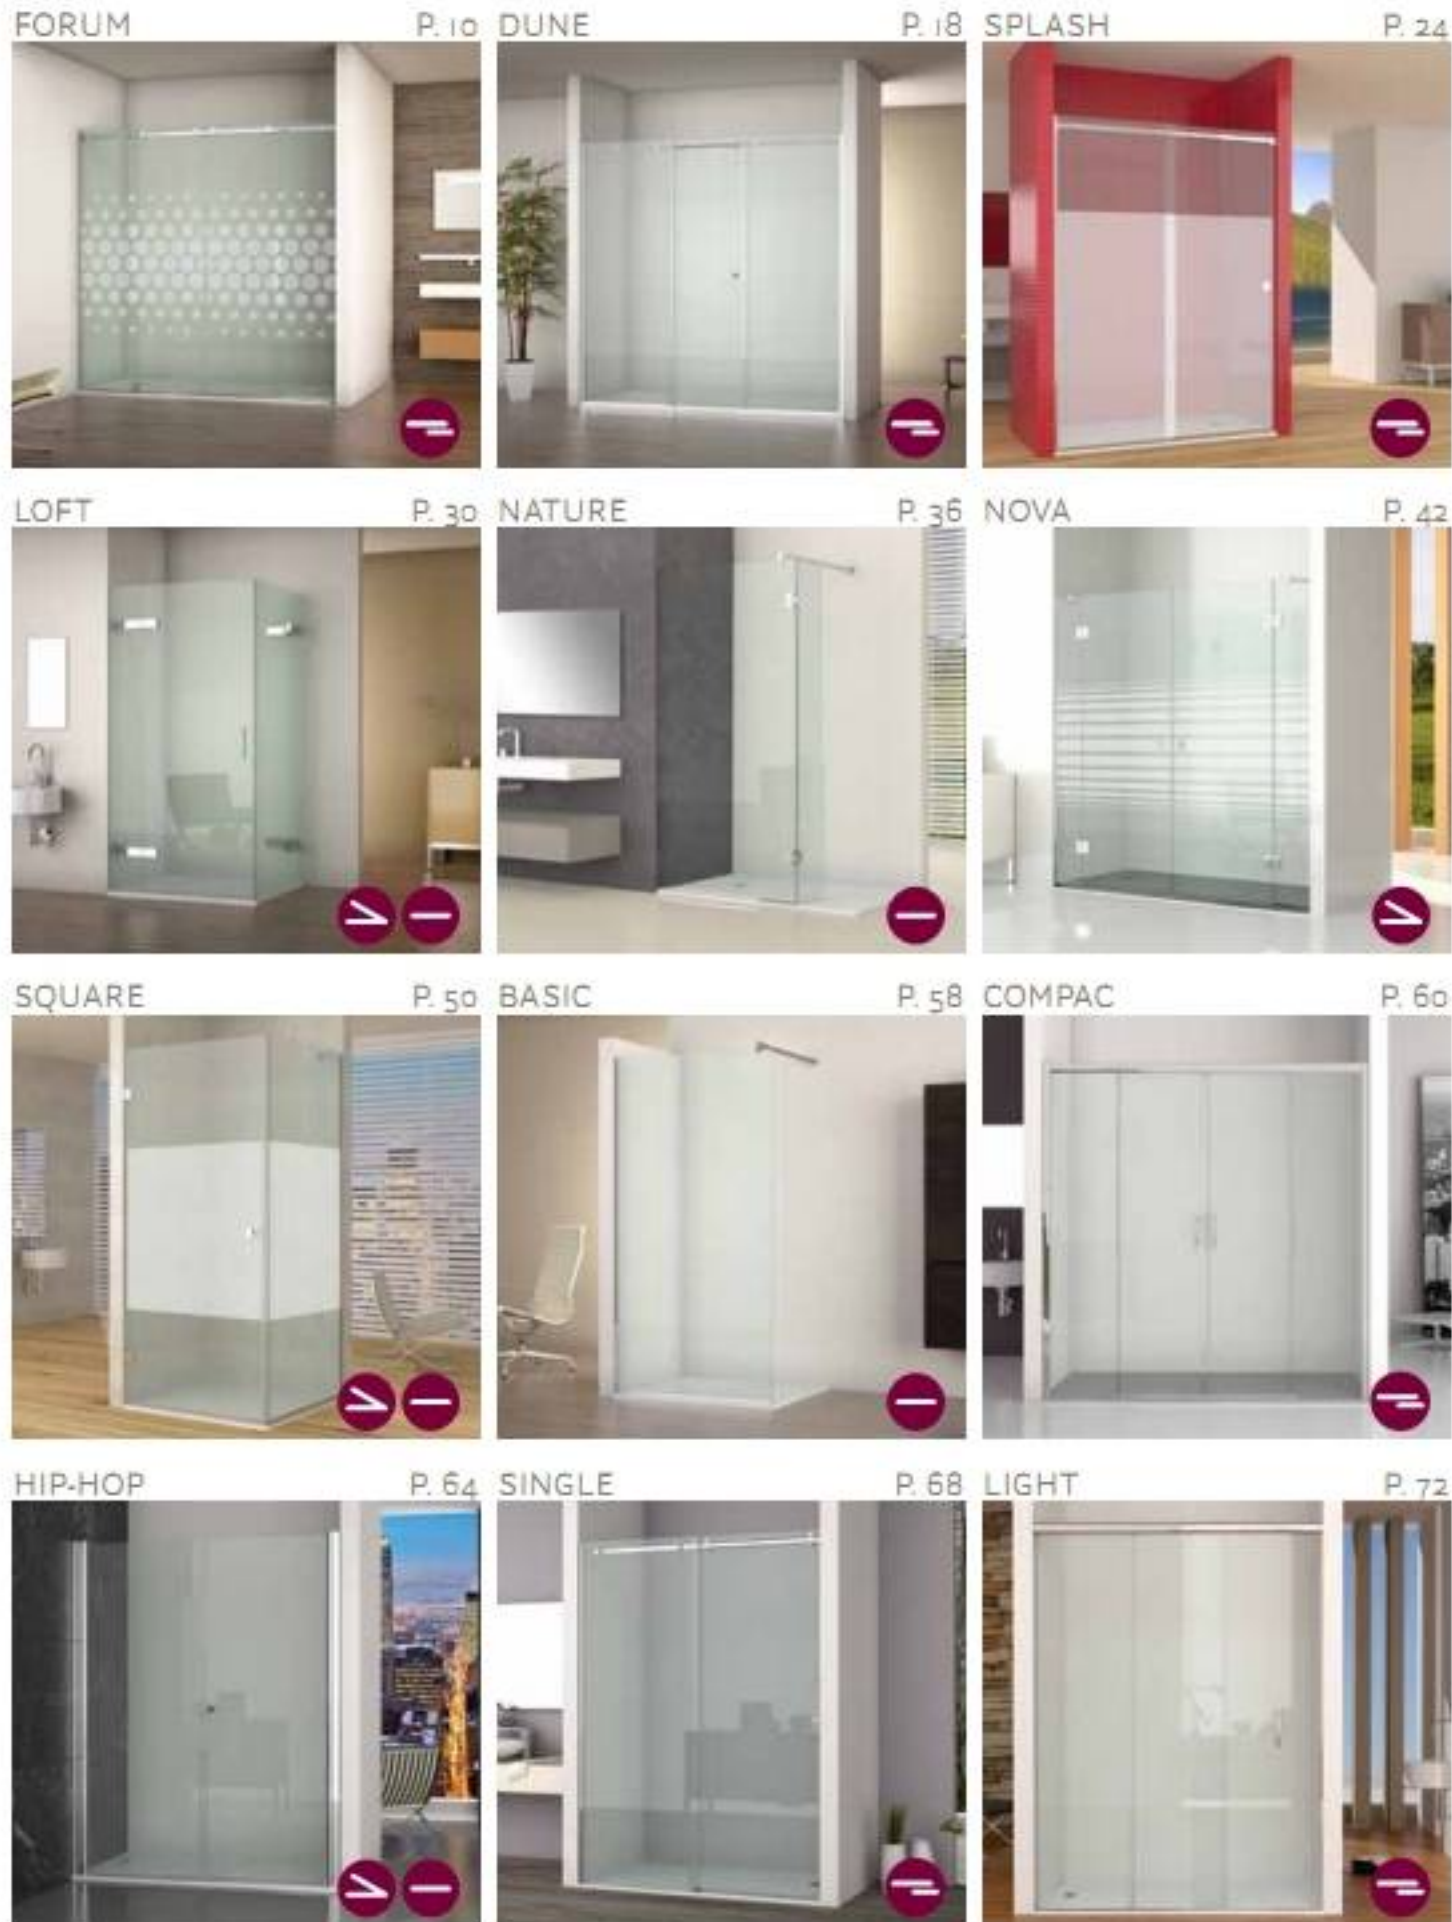 FORUM P. 10 DUNE P. 18 SPLASH P. 24
LOFT P. 30 NATURE P. 36 NOVA P. 42
SQUARE P. 50 BASIC P. 58 COMPAC P. 60
HIP-HOP P. 64 SINGLE P. 68 LIGHT P. 72